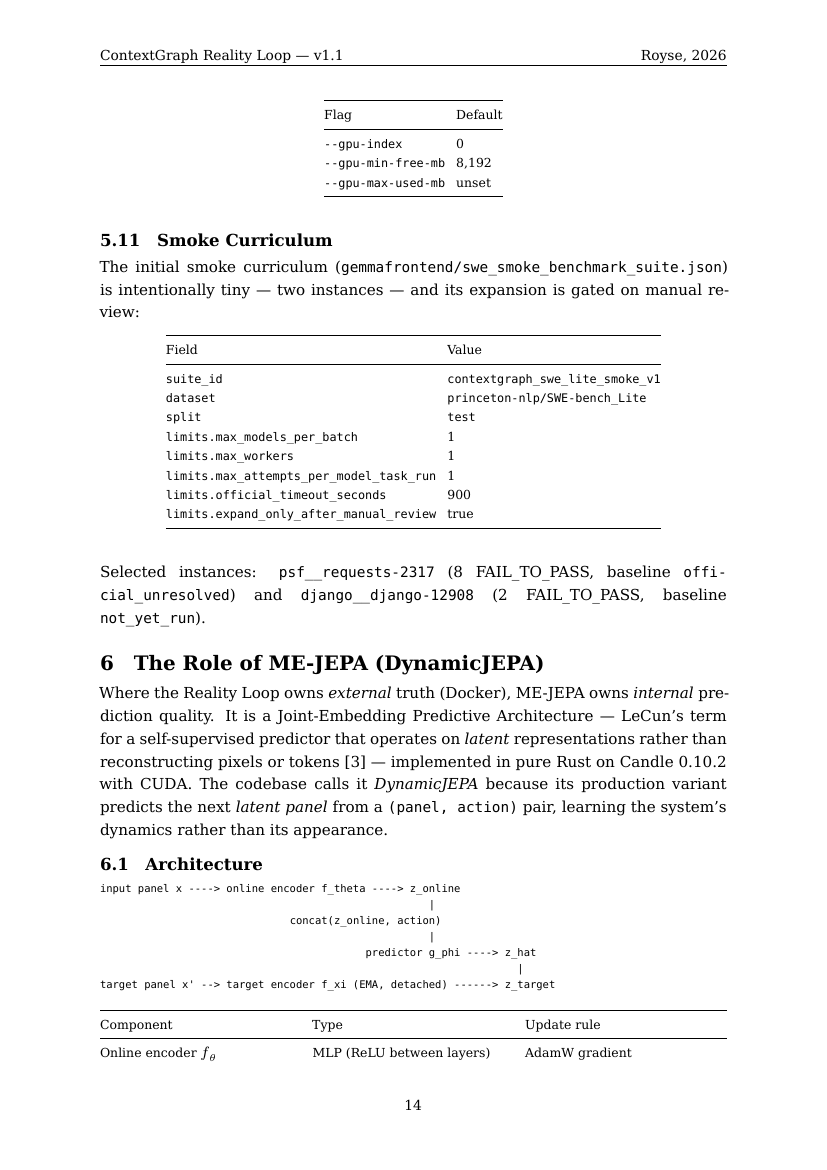 ContextGraph Reality Loop — v1.1 Royse, 2026
Flag Default
--gpu-index 0
--gpu-min-free-mb 8,192
--gpu-max-used-mb unset
5.11 Smoke Curriculum
The initial smoke curriculum (gemmafrontend/swe_smoke_benchmark_suite.json)
is intentionally tiny — two instances — and its expansion is gated on manual re-
view:
Field Value
suite_id contextgraph_swe_lite_smoke_v1
dataset princeton-nlp/SWE-bench_Lite
split test
limits.max_models_per_batch 1
limits.max_workers 1
limits.max_attempts_per_model_task_run 1
limits.official_timeout_seconds 900
limits.expand_only_after_manual_review true
Selected instances: psf__requests-2317 (8 FAIL_TO_PASS, baseline offi-
cial_unresolved) and django__django-12908 (2 FAIL_TO_PASS, baseline
not_yet_run).
6 The Role of ME-JEPA (DynamicJEPA)
Where the Reality Loop owns external truth (Docker), ME-JEPA owns internal pre-
diction quality. It is a Joint-Embedding Predictive Architecture — LeCun’s term
for a self-supervised predictor that operates on latent representations rather than
reconstructing pixels or tokens [3] — implemented in pure Rust on Candle 0.10.2
with CUDA. The codebase calls it DynamicJEPA because its production variant
predicts the next latent panel from a (panel, action) pair, learning the system’s
dynamics rather than its appearance.
6.1 Architecture
input panel x ----> online encoder f_theta ----> z_online
|
concat(z_online, action)
|
predictor g_phi ----> z_hat
|
target panel x' --> target encoder f_xi (EMA, detached) ------> z_target
Component Type Update rule
Online encoder fθ MLP (ReLU between layers) AdamW gradient
14